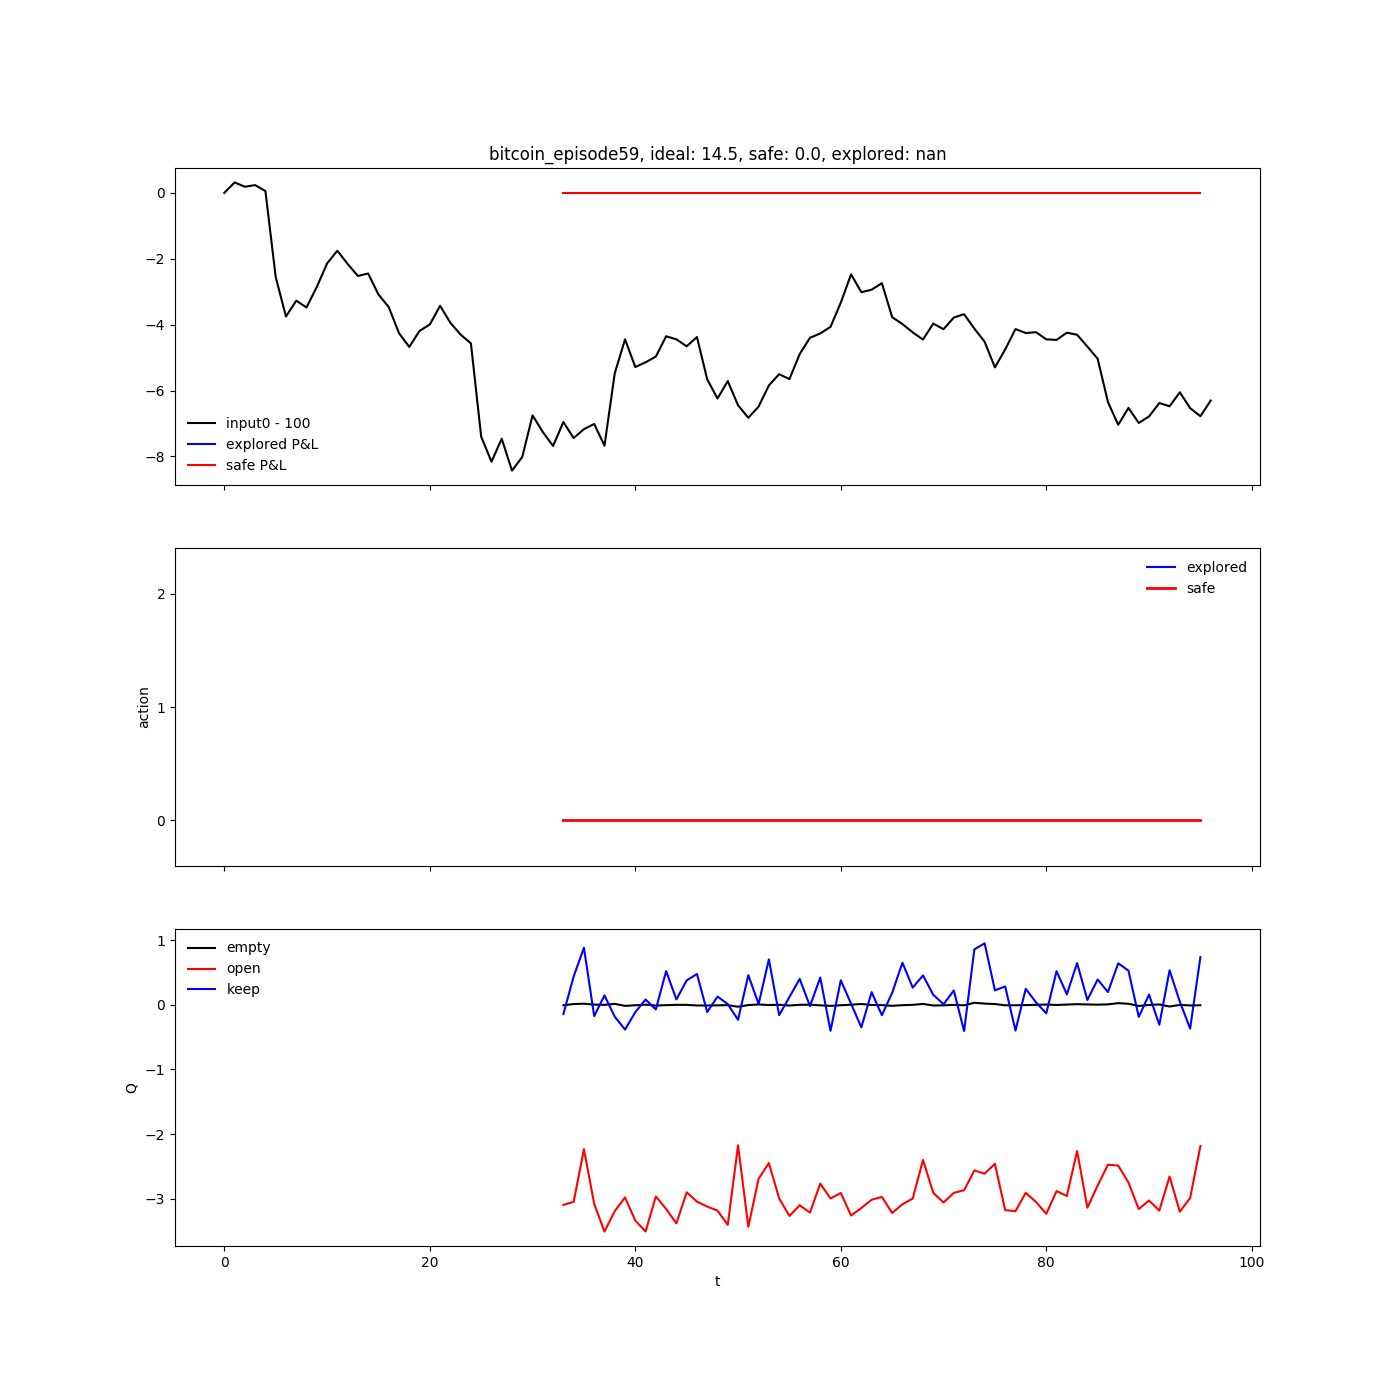 bitcoin_episode59, ideal: 14.5, safe: 0.0, explored: nan
0
−2
−4
−6
−8
input0 - 100
explored P&L
safe P&L
explored
safe
2
1
0
action
empty
open
keep
1
0
−1
−2
−3
Q
0 20 40 60 80 100
t